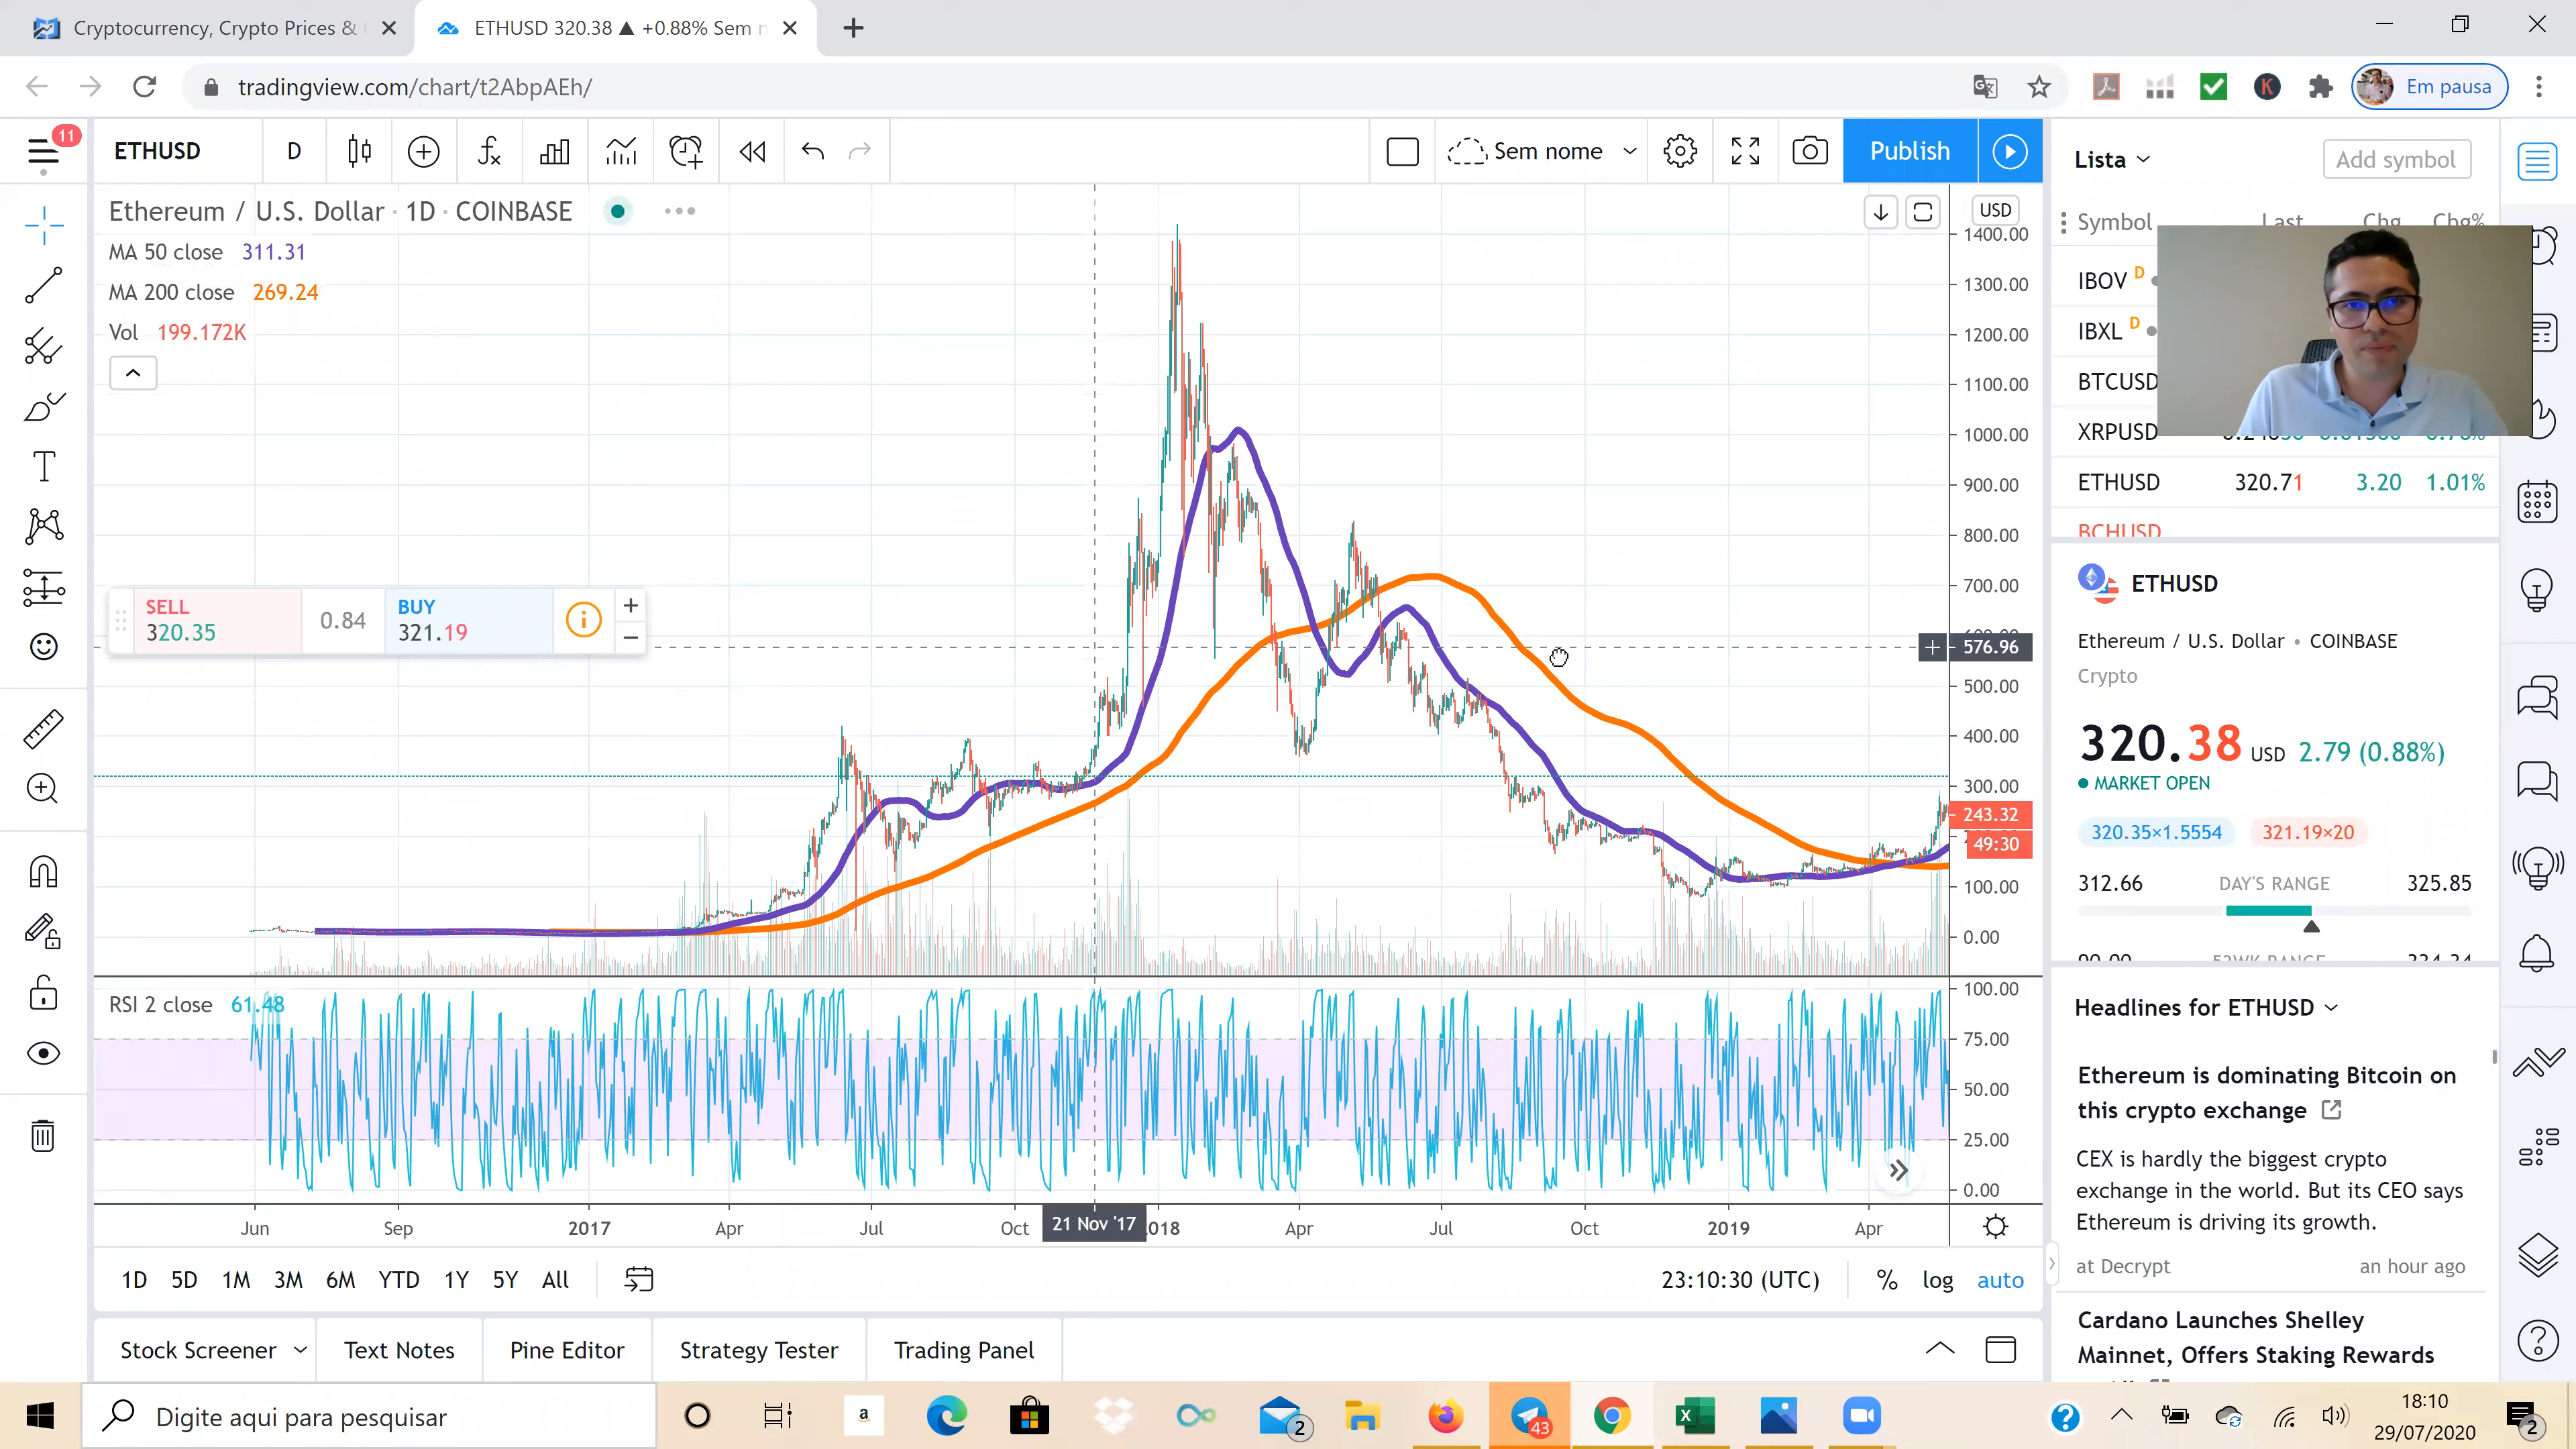 Cryptocurrency, Crypto Prices &
ETHUSD 320.38 ▲ +0.88% Sem n
tradingview.com/chart/t2AbpAEh/
Em pausa
11
ETHUSD
D
Sem nome
Publish
Ethereum / U.S. Dollar · 1D · COINBASE
MA 50 close 311.31
MA 200 close 269.24
Vol 199.172K
SELL
320.35
0.84
BUY
321.19
USD
1400.00
1300.00
1200.00
1100.00
1000.00
900.00
800.00
700.00
576.96
500.00
400.00
300.00
243.32
49:30
100.00
0.00
RSI 2 close 61.48
100.00
75.00
50.00
25.00
0.00
Jun
Sep
2017
Apr
Jul
Oct
21 Nov '17
2018
Apr
Jul
Oct
2019
Apr
1D 5D 1M 3M 6M YTD 1Y 5Y All
23:10:30 (UTC)
% log auto
Stock Screener
Text Notes
Pine Editor
Strategy Tester
Trading Panel
Lista
Add symbol
Symbol Last Chg Chg%
IBOV D
IBXL D
BTCUSD
XRPUSD
ETHUSD 320.71 3.20 1.01%
BCHUSD
ETHUSD
Ethereum / U.S. Dollar • COINBASE
Crypto
320.38 USD 2.79 (0.88%)
MARKET OPEN
320.35×1.5554 321.19×20
312.66 DAY'S RANGE 325.85
90.00 52WK RANGE
Headlines for ETHUSD
Ethereum is dominating Bitcoin on
this crypto exchange
CEX is hardly the biggest crypto
exchange in the world. But its CEO says
Ethereum is driving its growth.
at Decrypt an hour ago
Cardano Launches Shelley
Mainnet, Offers Staking Rewards
Digite aqui para pesquisar
a
2
43
18:10
29/07/2020
2